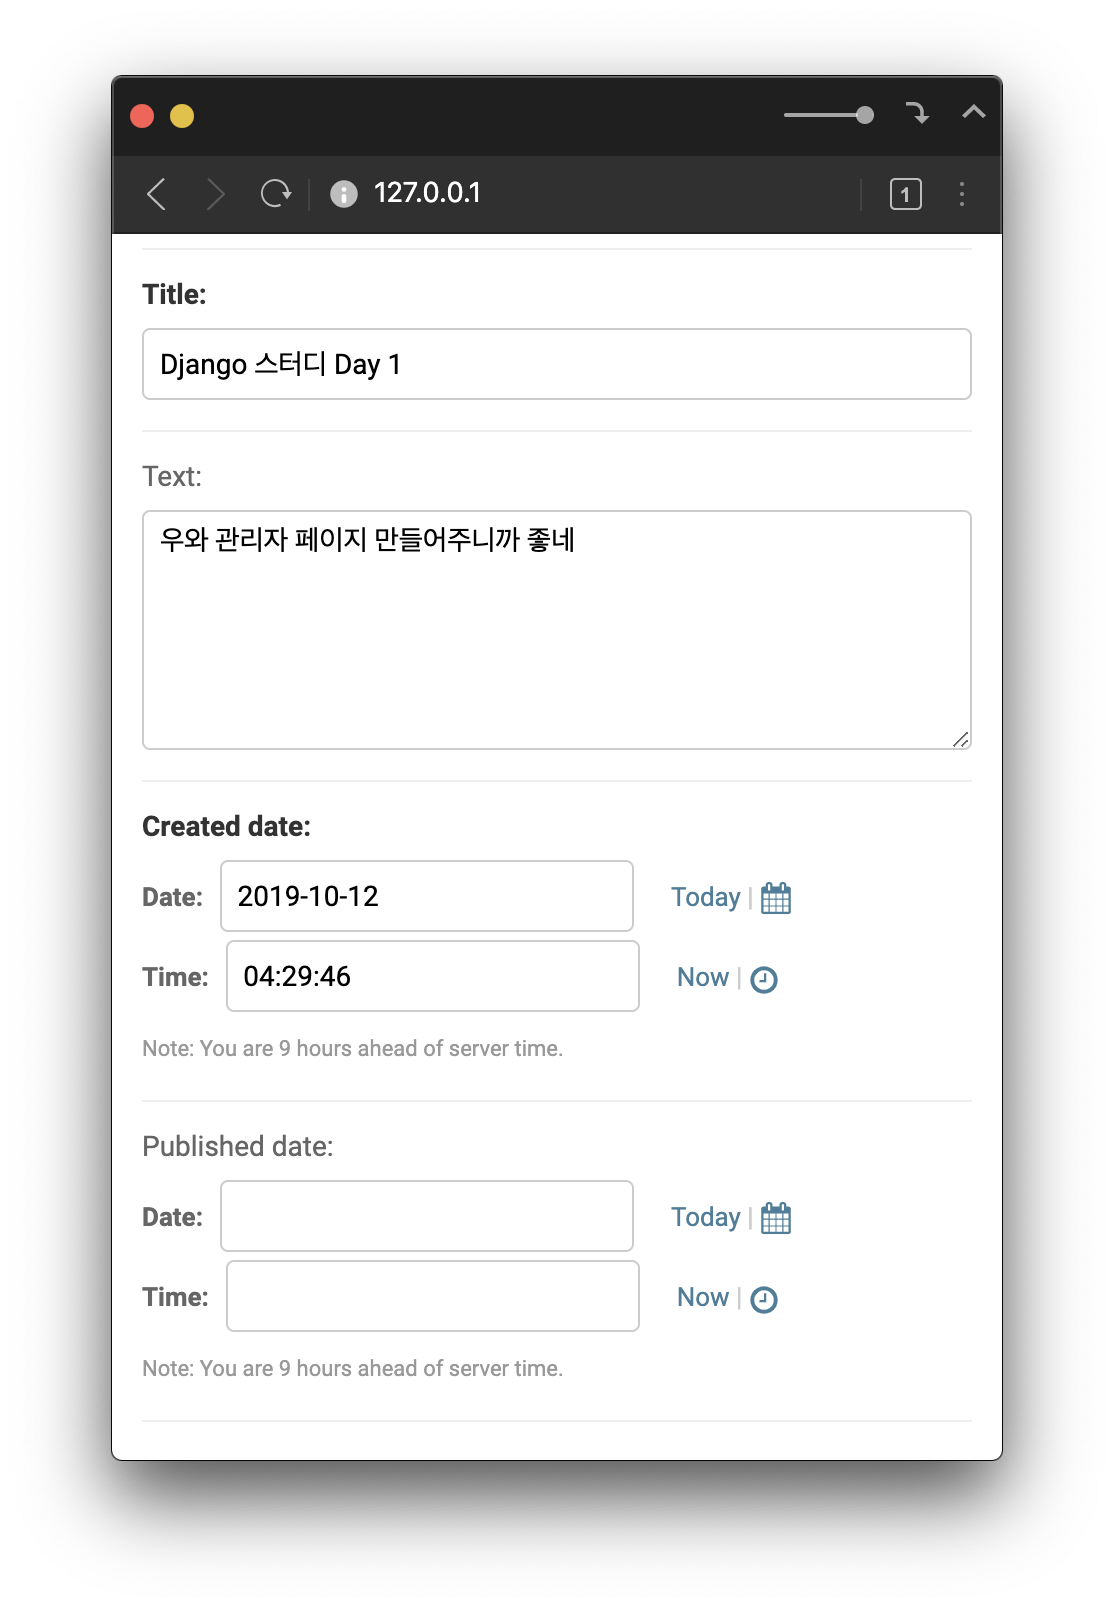 127.0.0.1
1
Title:
Django 스터디 Day 1
Text:
우와 관리자 페이지 만들어주니까 좋네
Created date:
Date: 2019-10-12 Today |
Time: 04:29:46 Now |
Note: You are 9 hours ahead of server time.
Published date:
Date: Today |
Time: Now |
Note: You are 9 hours ahead of server time.